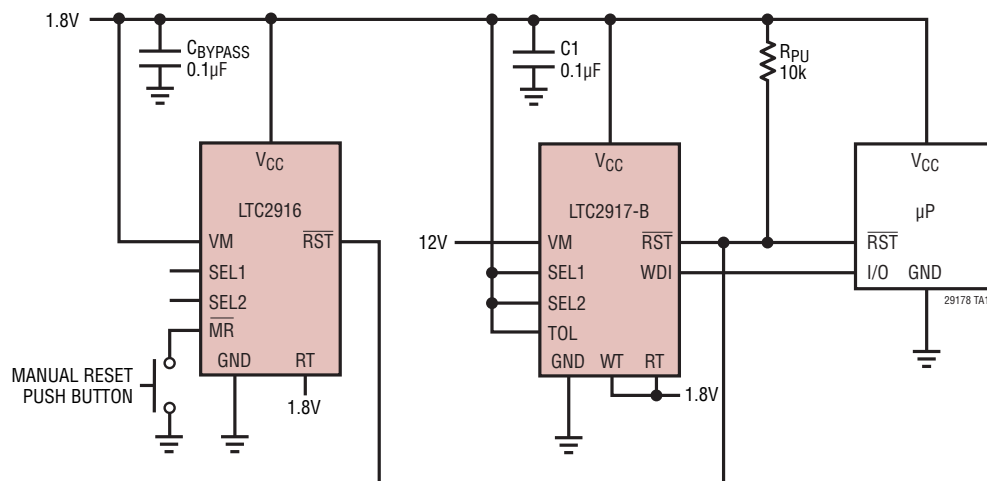 1.8V
CBYPASS
0.1µF
C1
0.1µF
RPU
10k
VCC
LTC2916
VM
RST
SEL1
SEL2
MR
GND
RT
1.8V
MANUAL RESET
PUSH BUTTON
12V
VCC
LTC2917-B
VM
RST
SEL1
WDI
SEL2
TOL
GND
WT
RT
1.8V
VCC
µP
RST
I/O
GND
29178 TA1